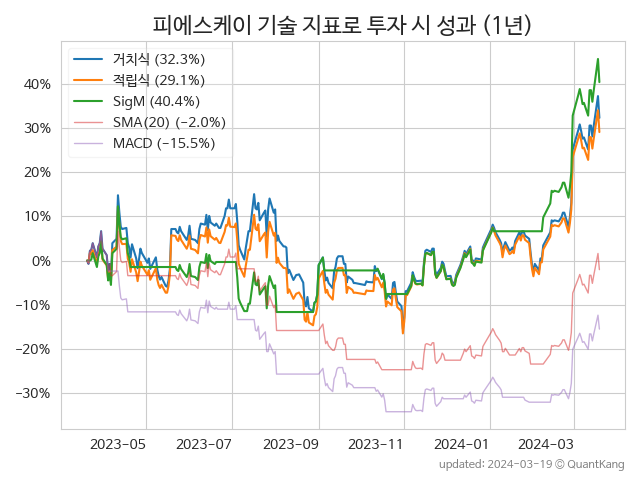 피에스케이 기술 지표로 투자 시 성과 (1년)
거치식 (32.3%)
적립식 (29.1%)
SigM (40.4%)
SMA(20) (−2.0%)
MACD (−15.5%)
40%
30%
20%
10%
0%
−10%
−20%
−30%
2023-05 2023-07 2023-09 2023-11 2024-01 2024-03
updated: 2024-03-19 © QuantKang